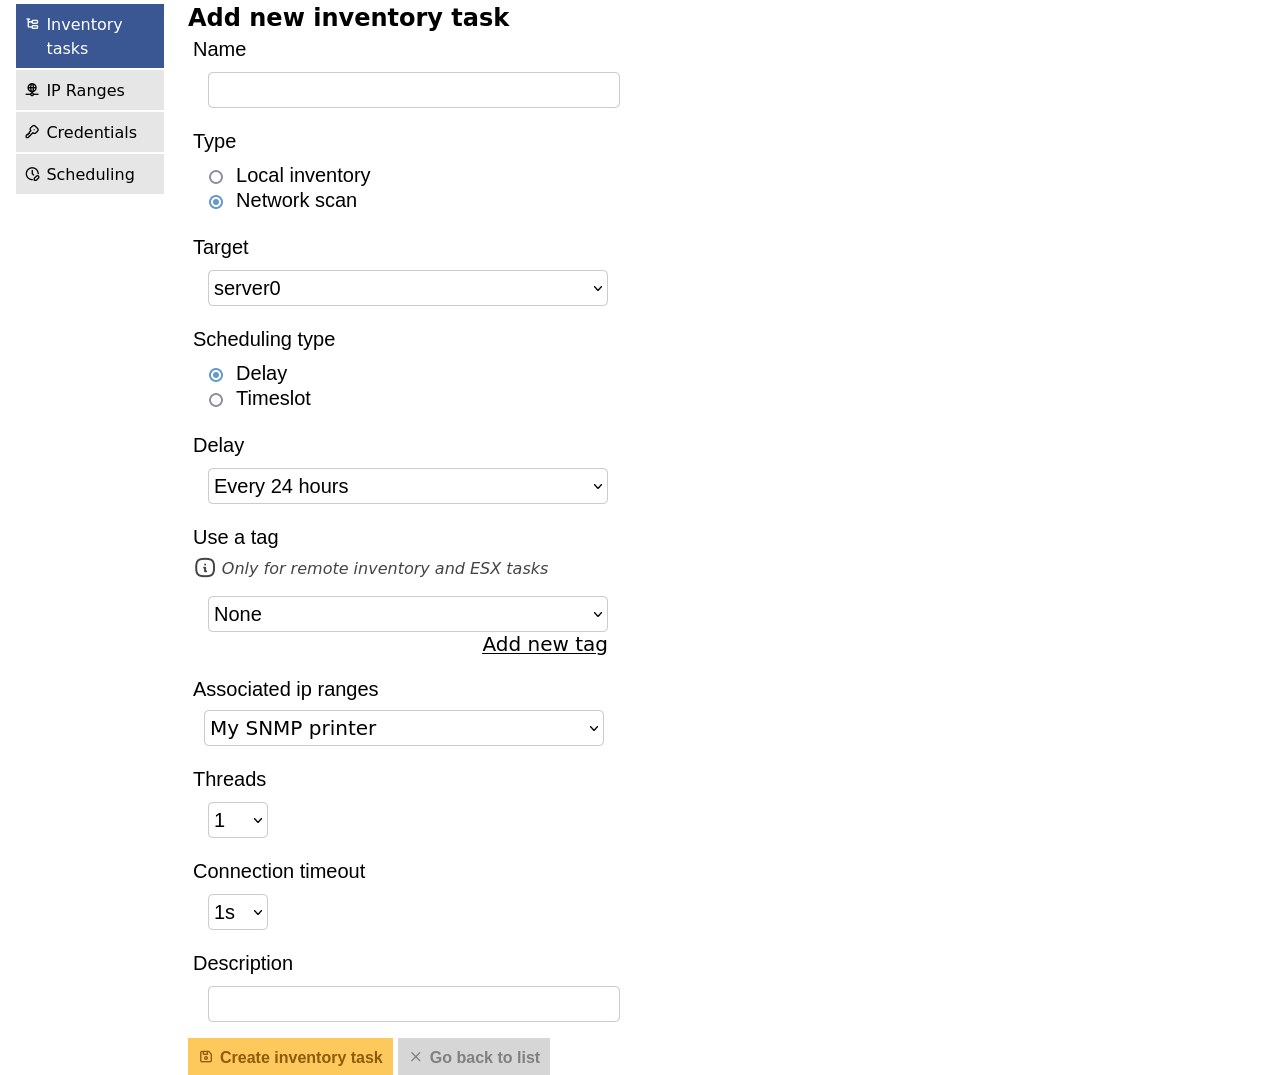 Inventory
tasks
IP Ranges
Credentials
Scheduling
Add new inventory task
Name
Type
Local inventory
Network scan
Target
server0
Scheduling type
Delay
Timeslot
Delay
Every 24 hours
Use a tag
Only for remote inventory and ESX tasks
None
Add new tag
Associated ip ranges
My SNMP printer
Threads
1
Connection timeout
1s
Description
Create inventory task
Go back to list